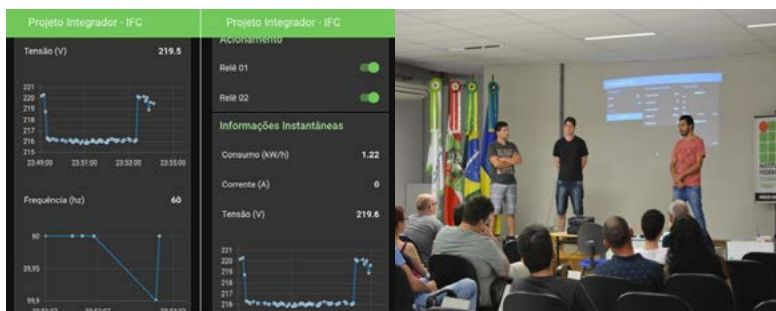 Projeto Integrador - IFC
Tensão (V) 219.5
221
220
219
218
217
216
215
23:49:00 23:51:00 23:53:00 23:55:00
Frequência (hz) 60
60
59,95
59,9
Projeto Integrador - IFC
Acionamento
Relê 01
Relê 02
Informações Instantâneas
Consumo (kW/h) 1.22
Corrente (A) 0
Tensão (V) 219.6
221
220
219
218
217
216